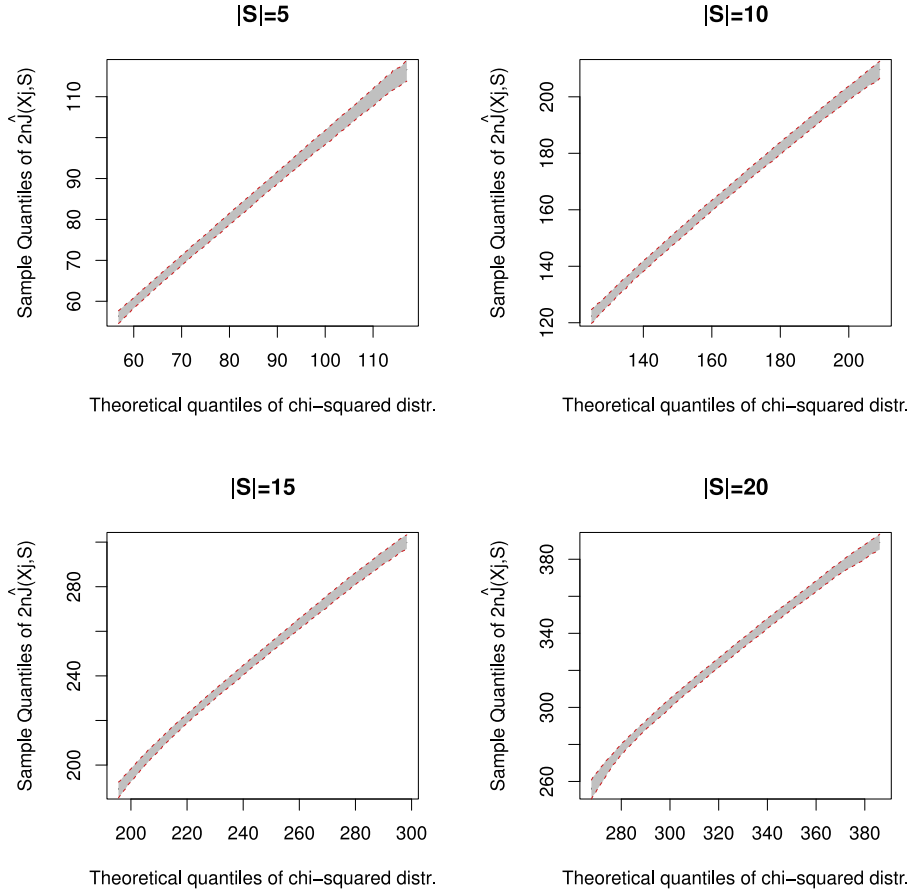 |S|=5
Sample Quantiles of 2nĴ(Xj,S)
110
90
80
70
60
60 70 80 90 100 110
Theoretical quantiles of chi−squared distr.
|S|=10
Sample Quantiles of 2nĴ(Xj,S)
200
180
160
140
120
140 160 180 200
Theoretical quantiles of chi−squared distr.
|S|=15
Sample Quantiles of 2nĴ(Xj,S)
280
240
200
200 220 240 260 280 300
Theoretical quantiles of chi−squared distr.
|S|=20
Sample Quantiles of 2nĴ(Xj,S)
380
340
300
260
280 300 320 340 360 380
Theoretical quantiles of chi−squared distr.